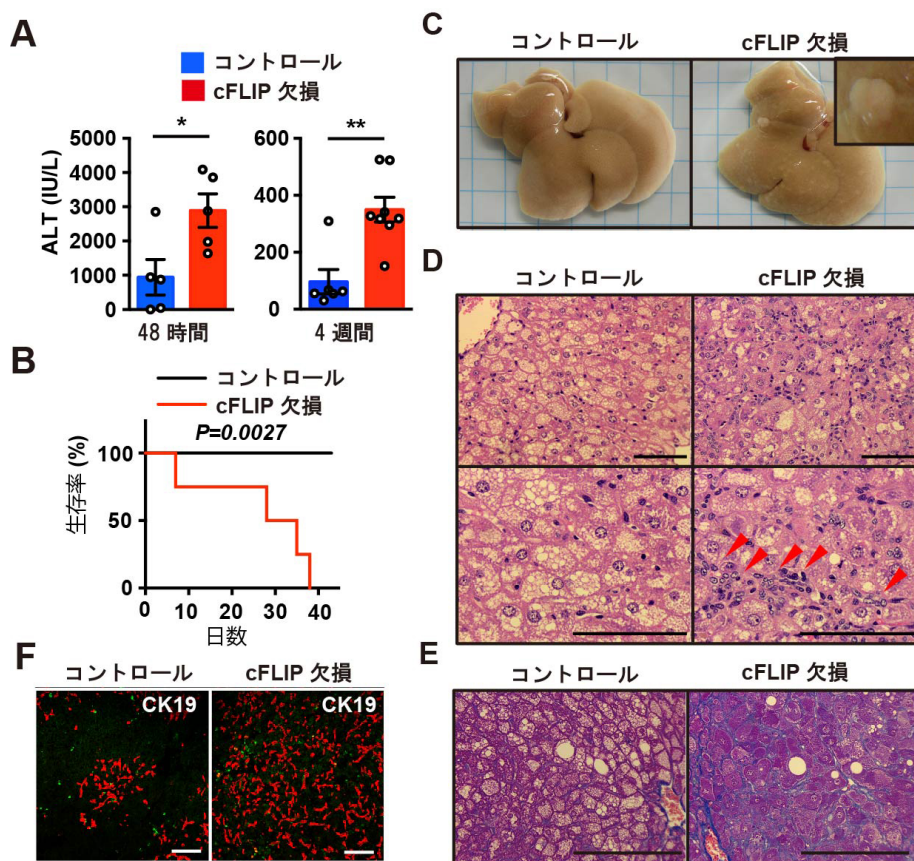 A
コントロール
cFLIP 欠損
*
**
ALT (IU/L)
5000
4000
3000
2000
1000
0
48 時間
600
400
200
0
4 週間
B
コントロール
cFLIP 欠損
P=0.0027
生存率 (%)
100
50
0
0
10
20
30
40
日数
C
コントロール
cFLIP 欠損
D
コントロール
cFLIP 欠損
E
コントロール
cFLIP 欠損
F
コントロール
cFLIP 欠損
CK19
CK19